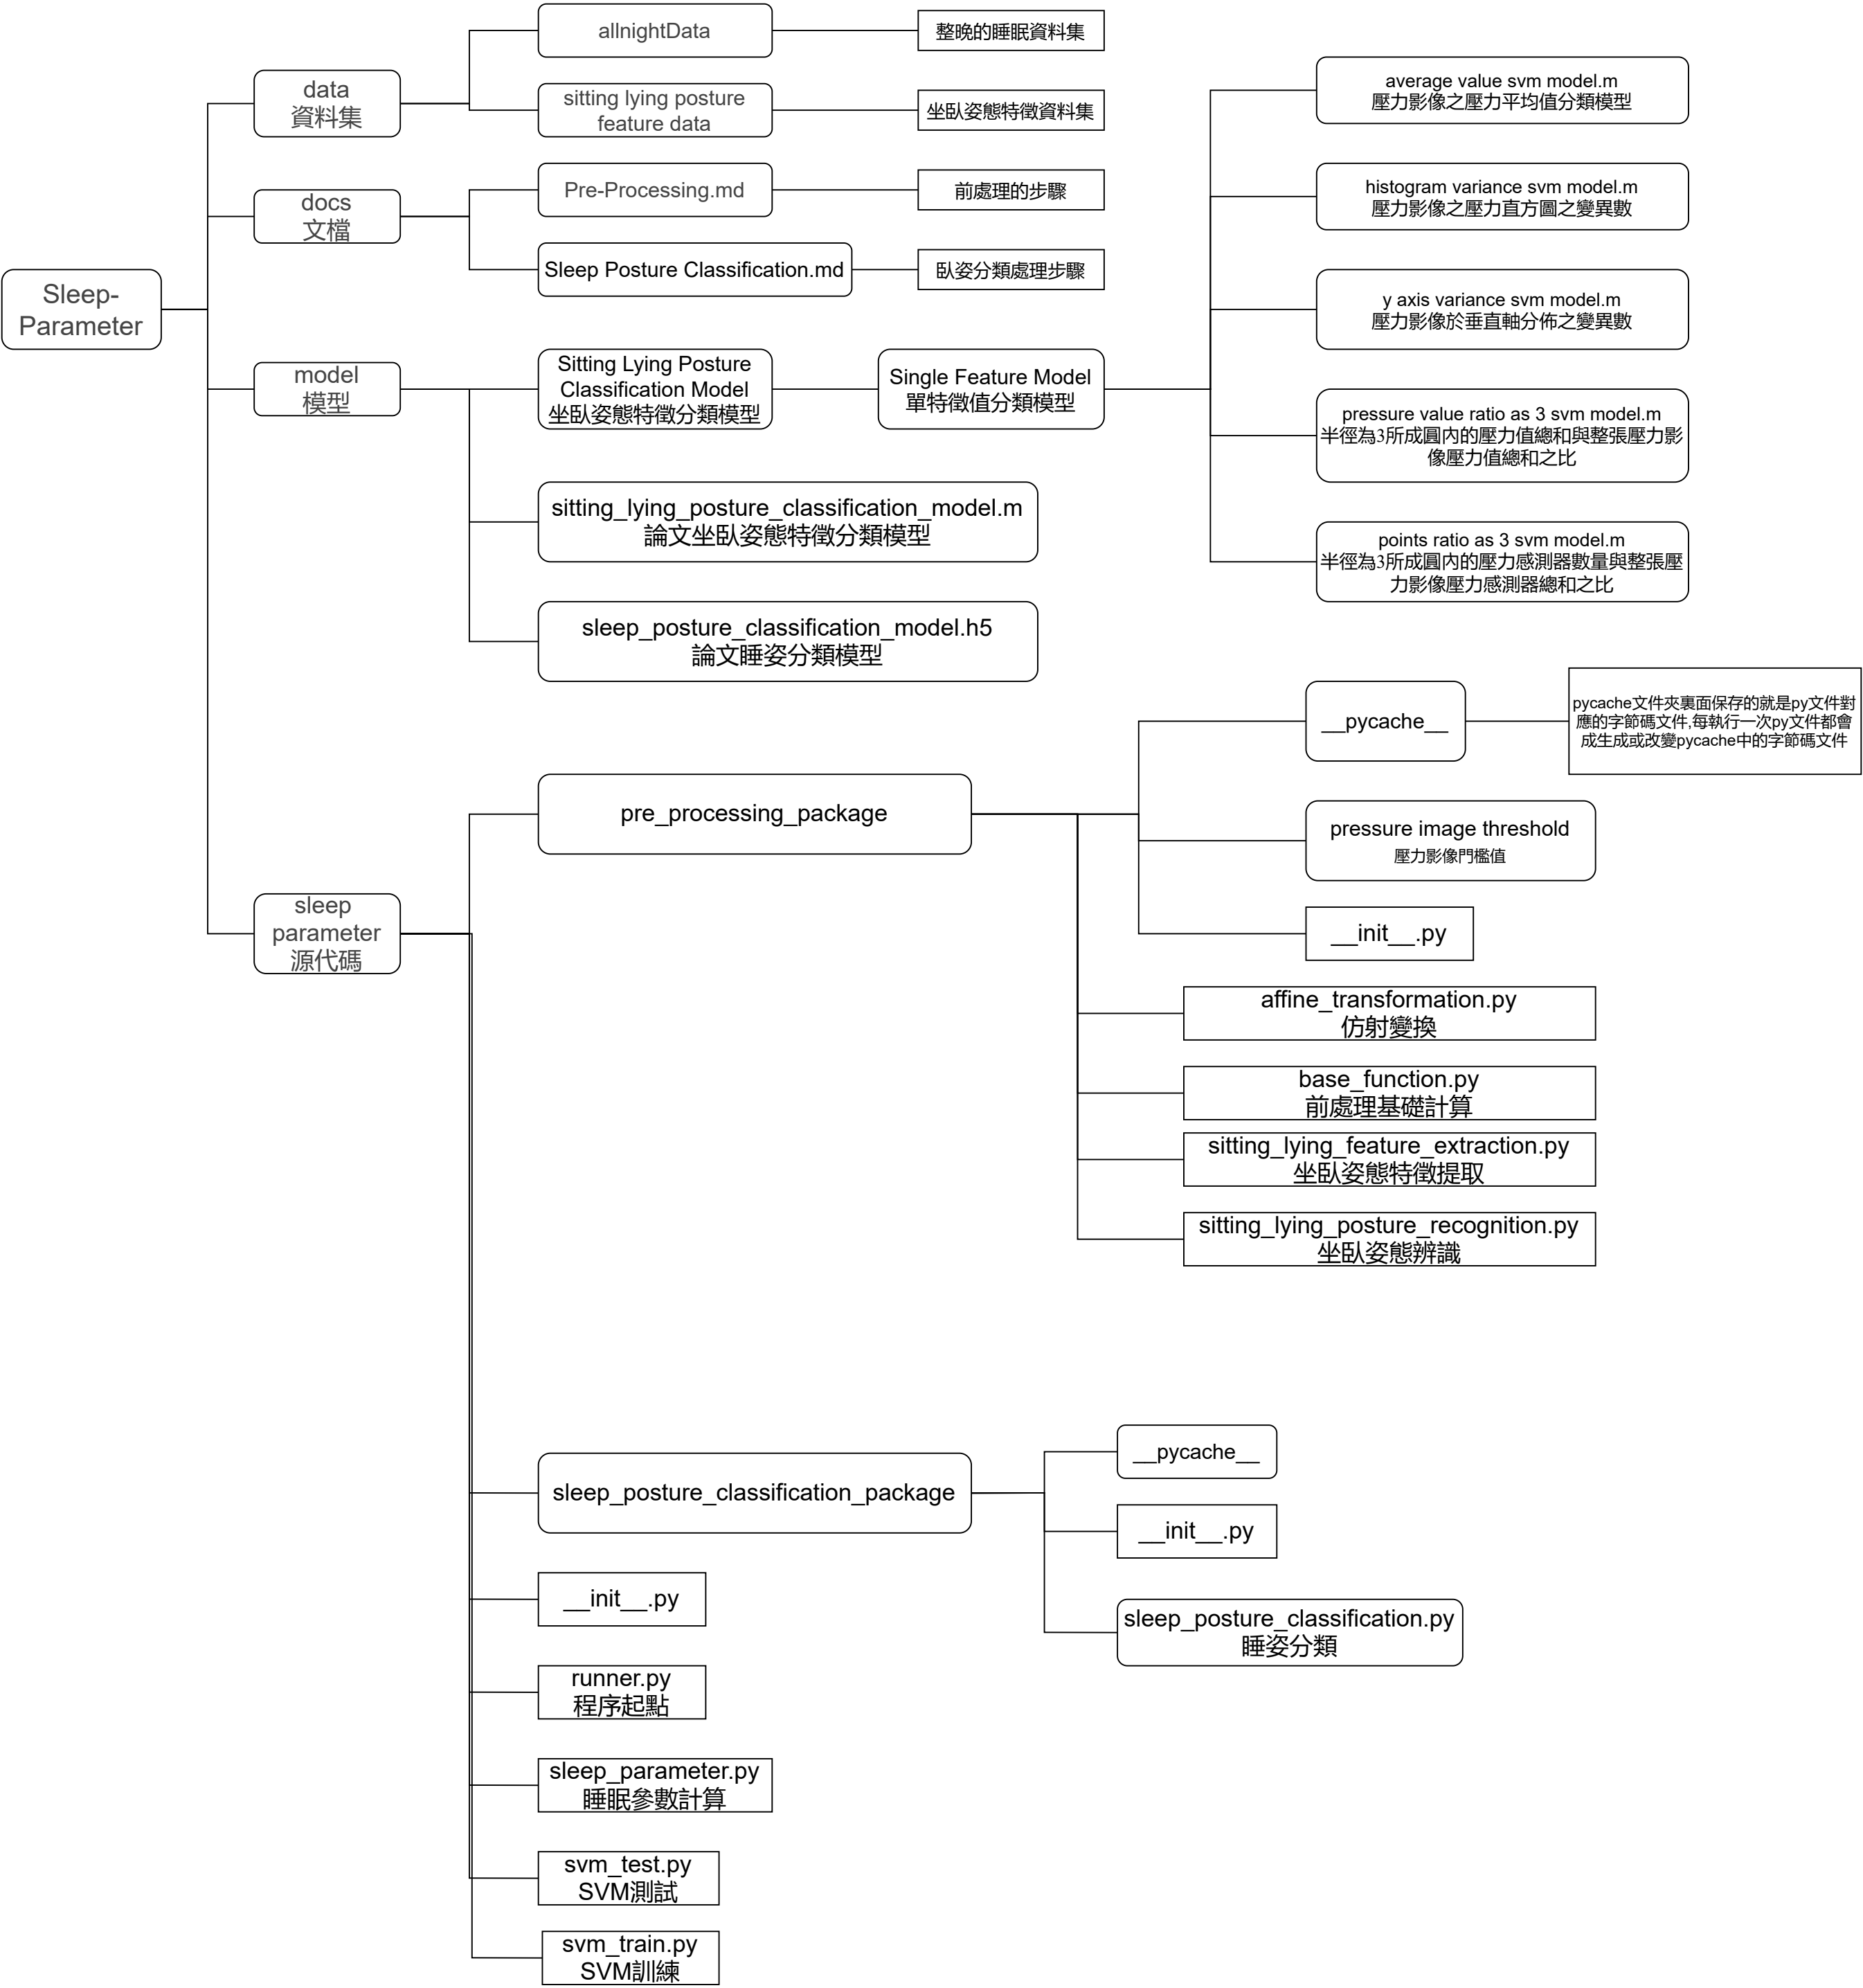 Sleep-
Parameter
data
資料集
allnightData
整晚的睡眠資料集
sitting lying posture
feature data
坐臥姿態特徵資料集
docs
文檔
Pre-Processing.md
前處理的步驟
Sleep Posture Classification.md
臥姿分類處理步驟
model
模型
Sitting Lying Posture
Classification Model
坐臥姿態特徵分類模型
Single Feature Model
單特徵值分類模型
average value svm model.m
壓力影像之壓力平均值分類模型
histogram variance svm model.m
壓力影像之壓力直方圖之變異數
y axis variance svm model.m
壓力影像於垂直軸分佈之變異數
pressure value ratio as 3 svm model.m
半徑為3所成圓內的壓力值總和與整張壓力影
像壓力值總和之比
points ratio as 3 svm model.m
半徑為3所成圓內的壓力感測器數量與整張壓
力影像壓力感測器總和之比
sitting_lying_posture_classification_model.m
論文坐臥姿態特徵分類模型
sleep_posture_classification_model.h5
論文睡姿分類模型
sleep
parameter
源代碼
pre_processing_package
__pycache__
pycache文件夾裏面保存的就是py文件對
應的字節碼文件,每執行一次py文件都會
成生成或改變pycache中的字節碼文件
pressure image threshold
壓力影像門檻值
__init__.py
affine_transformation.py
仿射變換
base_function.py
前處理基礎計算
sitting_lying_feature_extraction.py
坐臥姿態特徵提取
sitting_lying_posture_recognition.py
坐臥姿態辨識
sleep_posture_classification_package
__pycache__
__init__.py
sleep_posture_classification.py
睡姿分類
__init__.py
runner.py
程序起點
sleep_parameter.py
睡眠參數計算
svm_test.py
SVM測試
svm_train.py
SVM訓練